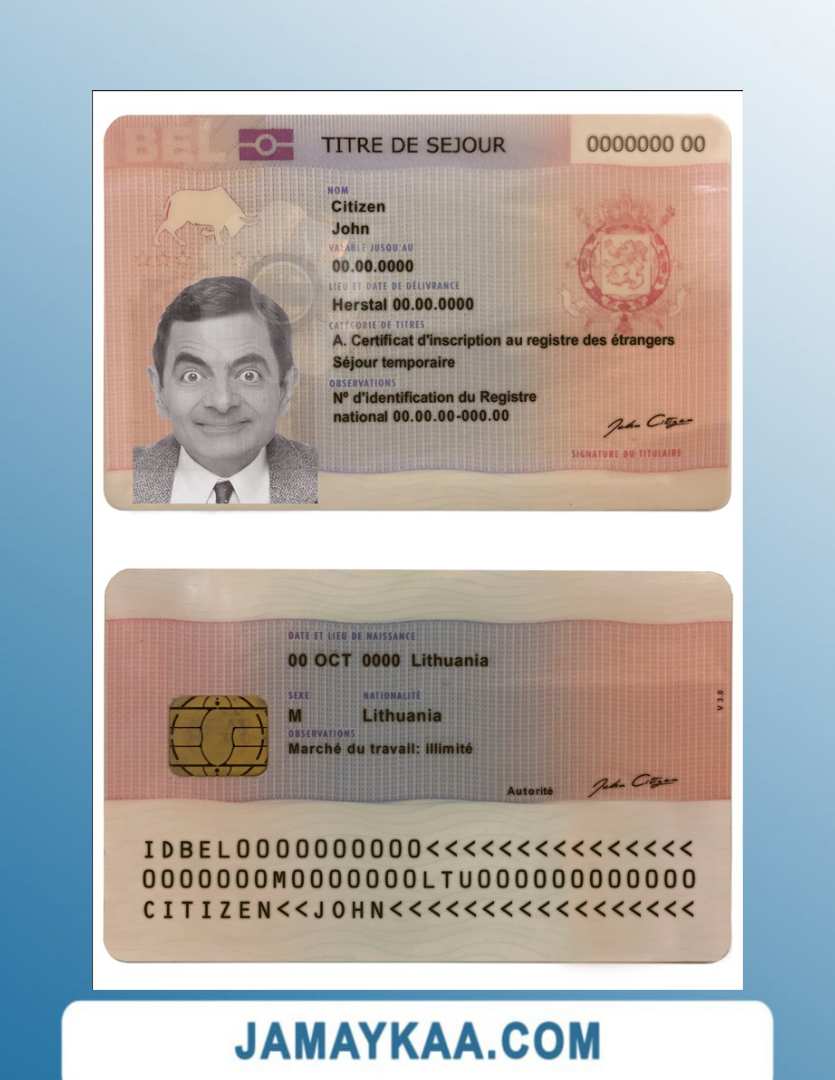 BEL
TITRE DE SEJOUR
0000000 00
NOM
Citizen
John
VALABLE JUSQU'AU
00.00.0000
LIEU ET DATE DE DÉLIVRANCE
Herstal 00.00.0000
CATÉGORIE DE TITRES
A. Certificat d'inscription au registre des étrangers
Séjour temporaire
OBSERVATIONS
Nº d'identification du Registre
national 00.00.00-000.00
John Citizen
SIGNATURE DU TITULAIRE
DATE ET LIEU DE NAISSANCE
00 OCT 0000 Lithuania
SEXE NATIONALITÉ
M Lithuania
OBSERVATIONS
Marché du travail: illimité
V 3.0
Autorité
John Citizen
IDBEL0000000000<<<<<<<<<<<<<<<
0000000M0000000LTU000000000000
CITIZEN<<JOHN<<<<<<<<<<<<<<<<<
JAMAYKAA.COM